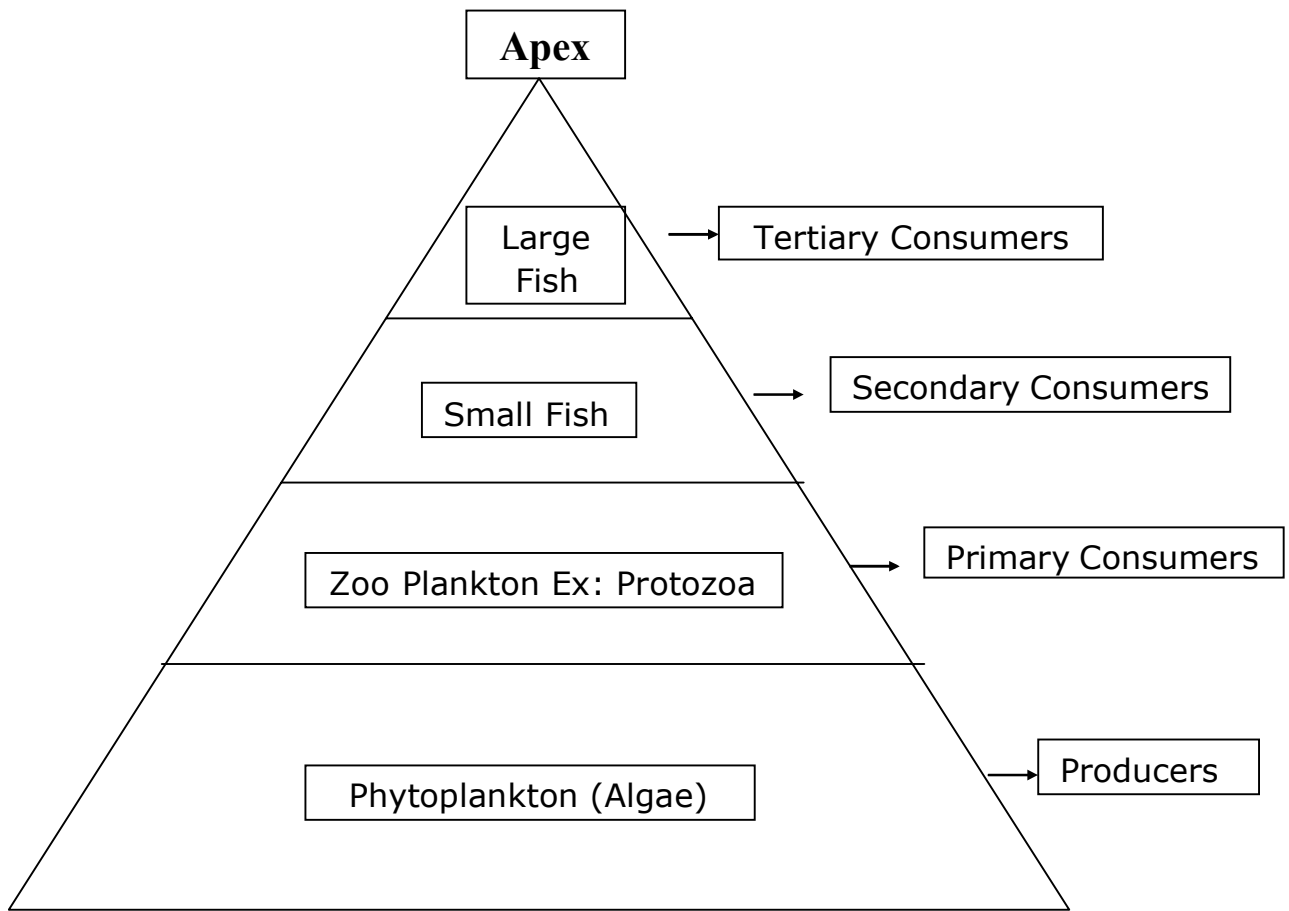 Apex
Large
Fish
Tertiary Consumers
Small Fish
Secondary Consumers
Zoo Plankton Ex: Protozoa
Primary Consumers
Phytoplankton (Algae)
Producers